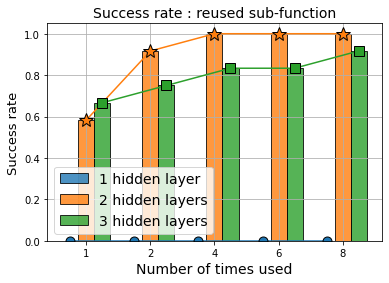 Success rate : reused sub-function
Success rate
1.0
0.8
0.6
0.4
0.2
0.0
1 hidden layer
2 hidden layers
3 hidden layers
1 2 4 6 8
Number of times used